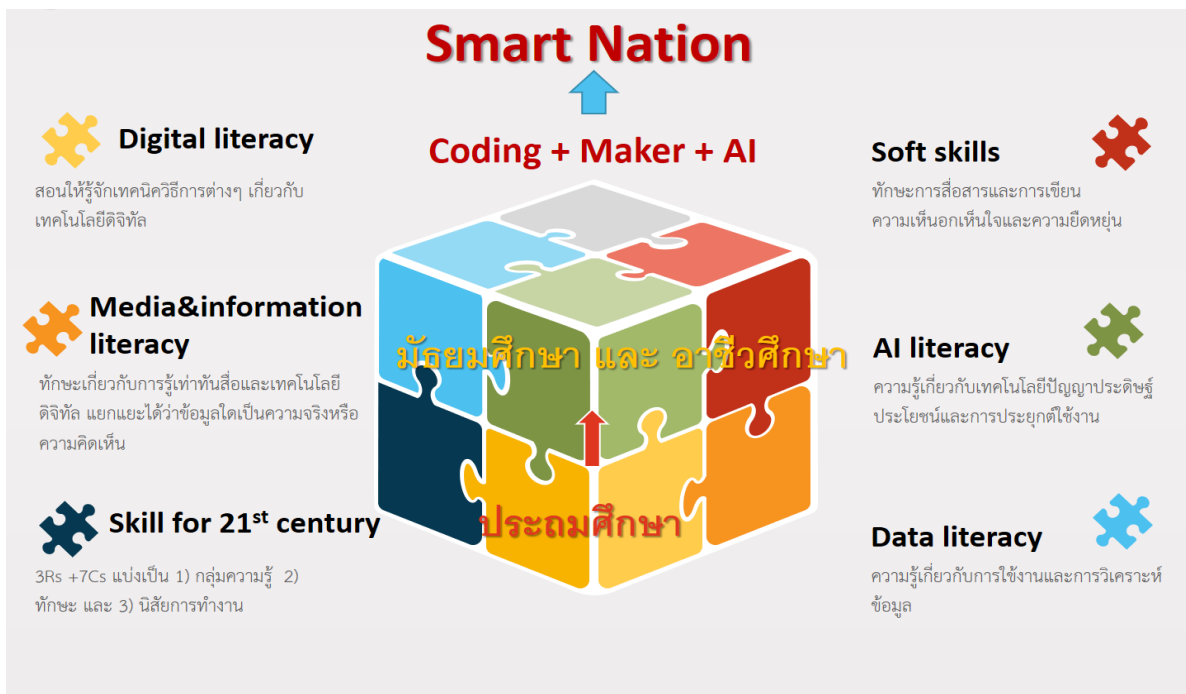 Smart Nation
Coding + Maker + AI
Digital literacy
สอนให้รู้จักเทคนิควิธีการต่างๆ เกี่ยวกับ
เทคโนโลยีดิจิทัล
Media&information
literacy
ทักษะเกี่ยวกับการรู้เท่าทันสื่อและเทคโนโลยี
ดิจิทัล แยกแยะได้ว่าข้อมูลใดเป็นความจริงหรือ
ความคิดเห็น
Skill for 21st century
3Rs +7Cs แบ่งเป็น 1) กลุ่มความรู้ 2)
ทักษะ และ 3) นิสัยการทำงาน
มัธยมศึกษา และ อาชีวศึกษา
ประถมศึกษา
Soft skills
ทักษะการสื่อสารและการเขียน
ความเห็นอกเห็นใจและความยืดหยุ่น
AI literacy
ความรู้เกี่ยวกับเทคโนโลยีปัญญาประดิษฐ์
ประโยชน์และการประยุกต์ใช้งาน
Data literacy
ความรู้เกี่ยวกับการใช้งานและการวิเคราะห์
ข้อมูล